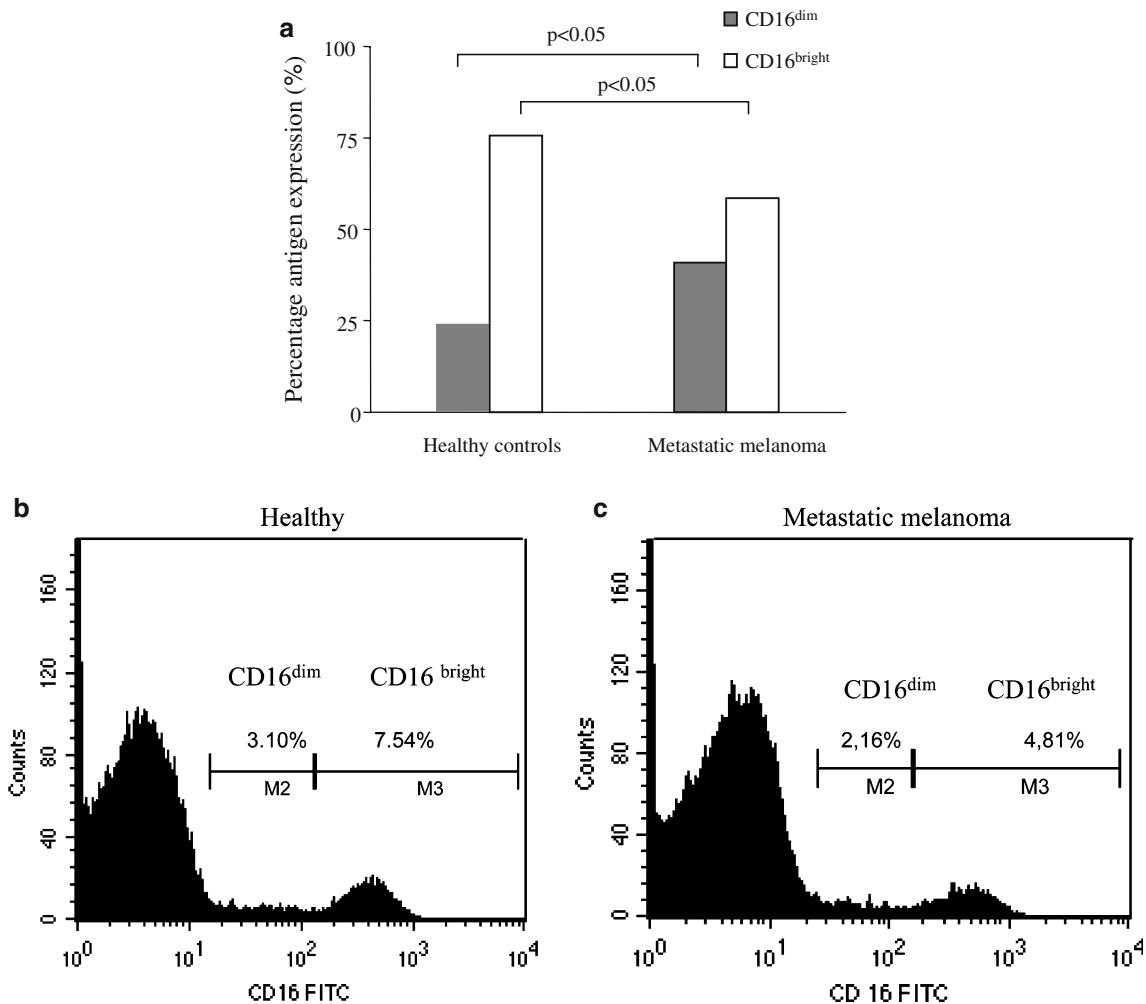 a
CD16dim
CD16bright
p<0.05
p<0.05
Percentage antigen expression (%)
100
75
50
25
0
Healthy controls
Metastatic melanoma
b
Healthy
Counts
160
120
80
40
0
CD16dim
CD16 bright
3.10%
7.54%
M2
M3
10^0
10^1
10^2
10^3
10^4
CD16 FITC
c
Metastatic melanoma
Counts
160
120
80
40
0
CD16dim
CD16bright
2,16%
4,81%
M2
M3
10^0
10^1
10^2
10^3
10^4
CD 16 FITC